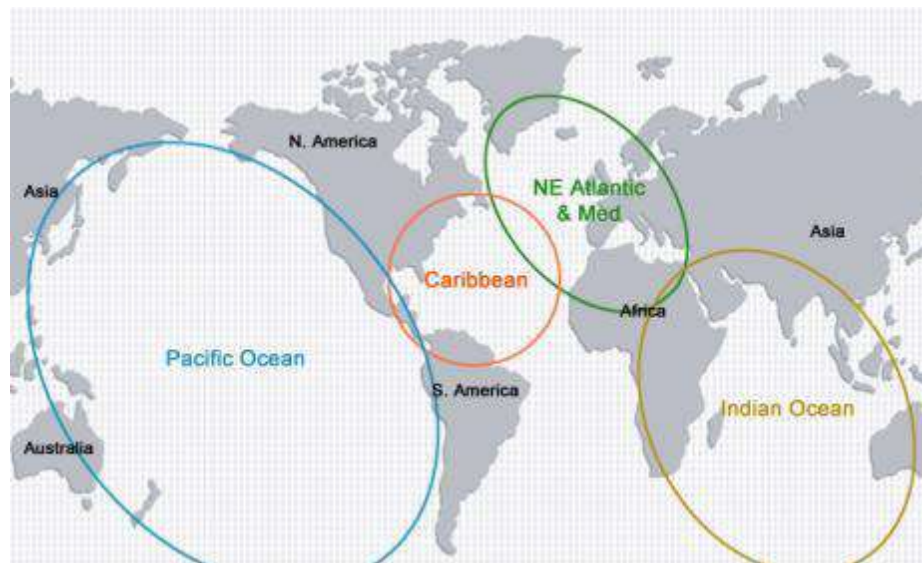 N. America
Asia
NE Atlantic
& Med
Asia
Caribbean
Africa
Pacific Ocean
S. America
Indian Ocean
Australia